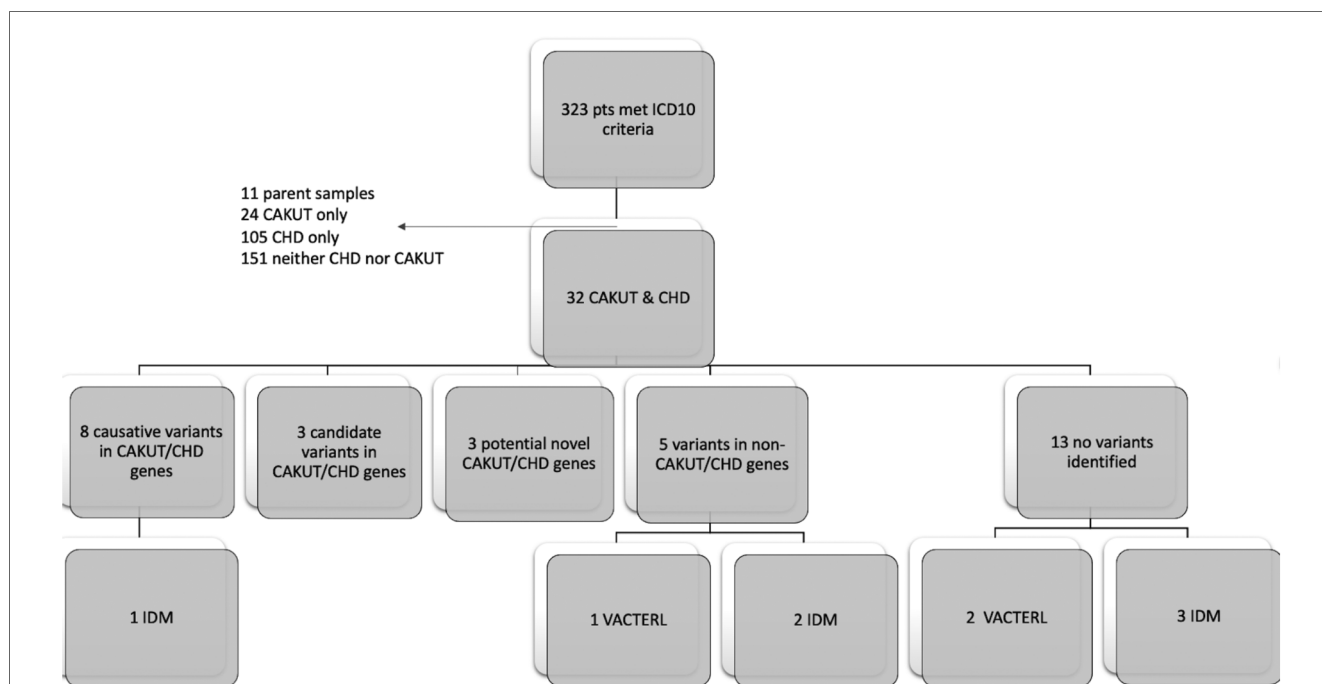 323 pts met ICD10
criteria
11 parent samples
24 CAKUT only
105 CHD only
151 neither CHD nor CAKUT
32 CAKUT & CHD
8 causative variants
in CAKUT/CHD
genes
3 candidate
variants in
CAKUT/CHD genes
3 potential novel
CAKUT/CHD genes
5 variants in non-
CAKUT/CHD genes
13 no variants
identified
1 IDM
1 VACTERL
2 IDM
2 VACTERL
3 IDM